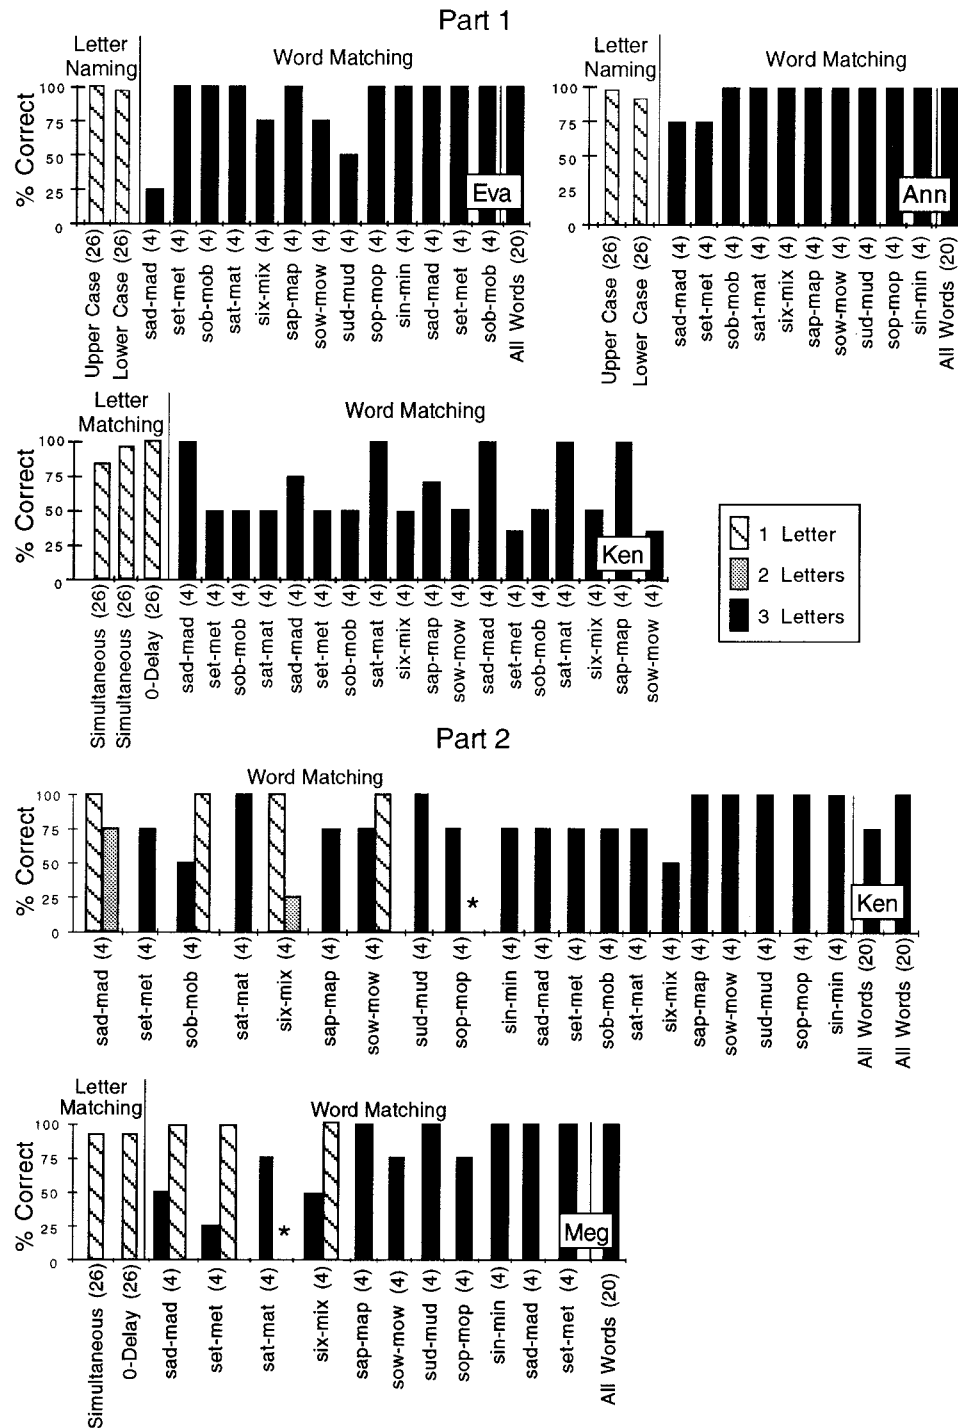 Part 1
Letter
Naming
Word Matching
% Correct
100
75
50
25
0
Eva
Upper Case (26)
Lower Case (26)
sad-mad (4)
set-met (4)
sob-mob (4)
sat-mat (4)
six-mix (4)
sap-map (4)
sow-mow (4)
sud-mud (4)
sop-mop (4)
sin-min (4)
sad-mad (4)
set-met (4)
sob-mob (4)
All Words (20)
Letter
Naming
Word Matching
100
75
50
25
0
Ann
Upper Case (26)
Lower Case (26)
sad-mad (4)
set-met (4)
sob-mob (4)
sat-mat (4)
six-mix (4)
sap-map (4)
sow-mow (4)
sud-mud (4)
sop-mop (4)
sin-min (4)
All Words (20)
Letter
Matching
Word Matching
% Correct
100
75
50
25
0
Ken
Simultaneous (26)
Simultaneous (26)
0-Delay (26)
sad-mad (4)
set-met (4)
sob-mob (4)
sat-mat (4)
sad-mad (4)
set-met (4)
sob-mob (4)
sat-mat (4)
six-mix (4)
sap-map (4)
sow-mow (4)
sad-mad (4)
set-met (4)
sob-mob (4)
sat-mat (4)
six-mix (4)
sap-map (4)
sow-mow (4)
1 Letter
2 Letters
3 Letters
Part 2
Word Matching
% Correct
100
75
50
25
0
*
Ken
sad-mad (4)
set-met (4)
sob-mob (4)
sat-mat (4)
six-mix (4)
sap-map (4)
sow-mow (4)
sud-mud (4)
sop-mop (4)
sin-min (4)
sad-mad (4)
set-met (4)
sob-mob (4)
sat-mat (4)
six-mix (4)
sap-map (4)
sow-mow (4)
sud-mud (4)
sop-mop (4)
sin-min (4)
All Words (20)
All Words (20)
Letter
Matching
Word Matching
% Correct
100
75
50
25
0
*
Meg
Simultaneous (26)
0-Delay (26)
sad-mad (4)
set-met (4)
sat-mat (4)
six-mix (4)
sap-map (4)
sow-mow (4)
sud-mud (4)
sop-mop (4)
sin-min (4)
sad-mad (4)
set-met (4)
All Words (20)